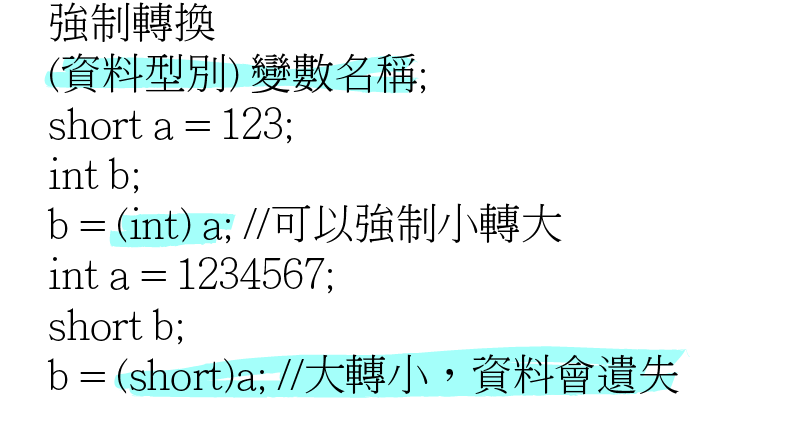 強制轉換
(資料型別) 變數名稱;
short a = 123;
int b;
b = (int) a; //可以強制小轉大
int a = 1234567;
short b;
b = (short)a; //大轉小，資料會遺失